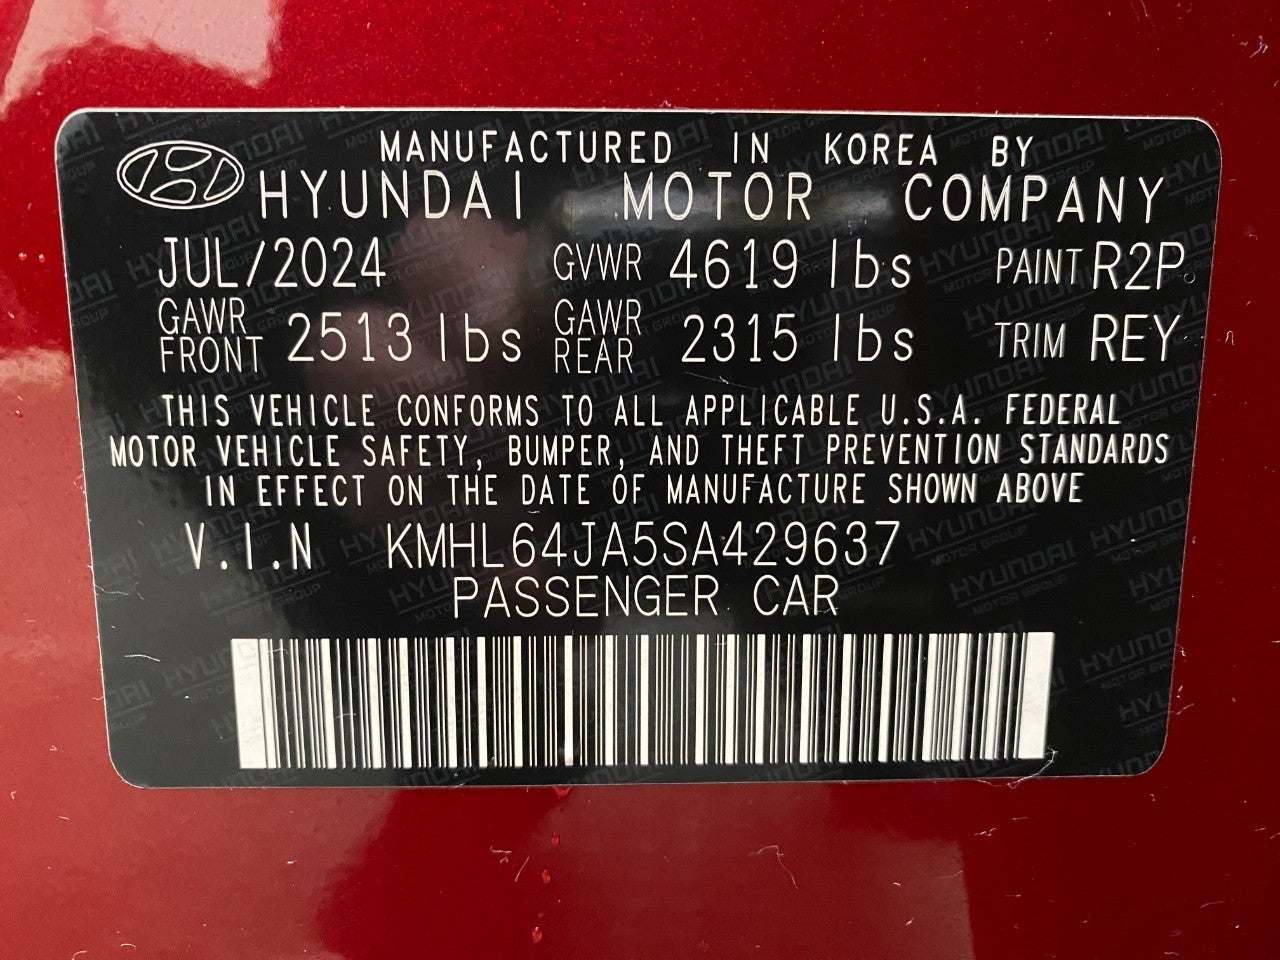 MANUFACTURED IN KOREA BY
HYUNDAI MOTOR COMPANY
JUL/2024 GVWR 4619 lbs PAINT R2P
GAWR FRONT 2513 lbs GAWR REAR 2315 lbs TRIM REY
THIS VEHICLE CONFORMS TO ALL APPLICABLE U.S.A. FEDERAL
MOTOR VEHICLE SAFETY, BUMPER, AND THEFT PREVENTION STANDARDS
IN EFFECT ON THE DATE OF MANUFACTURE SHOWN ABOVE
V.I.N KMHL64JA5SA429637
PASSENGER CAR